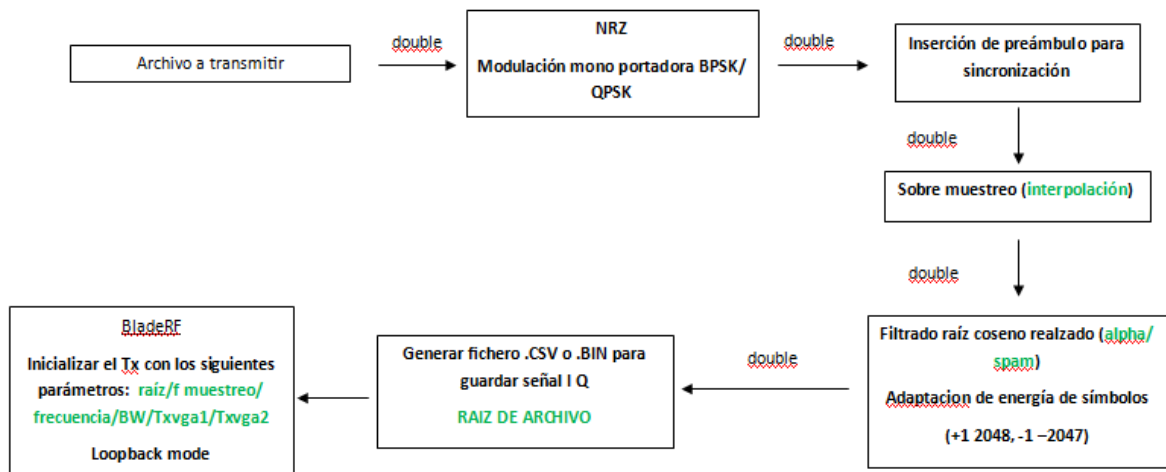 Archivo a transmitir
double
NRZ
Modulación mono portadora BPSK/
QPSK
double
Inserción de preámbulo para
sincronización
double
Sobre muestreo (interpolación)
double
Filtrado raíz coseno realzado (alpha/
spam)
Adaptacion de energía de símbolos
(+1 2048, -1 –2047)
double
Generar fichero .CSV o .BIN para
guardar señal I Q
RAIZ DE ARCHIVO
BladeRF
Inicializar el Tx con los siguientes
parámetros: raíz/f muestreo/
frecuencia/BW/Txvga1/Txvga2
Loopback mode